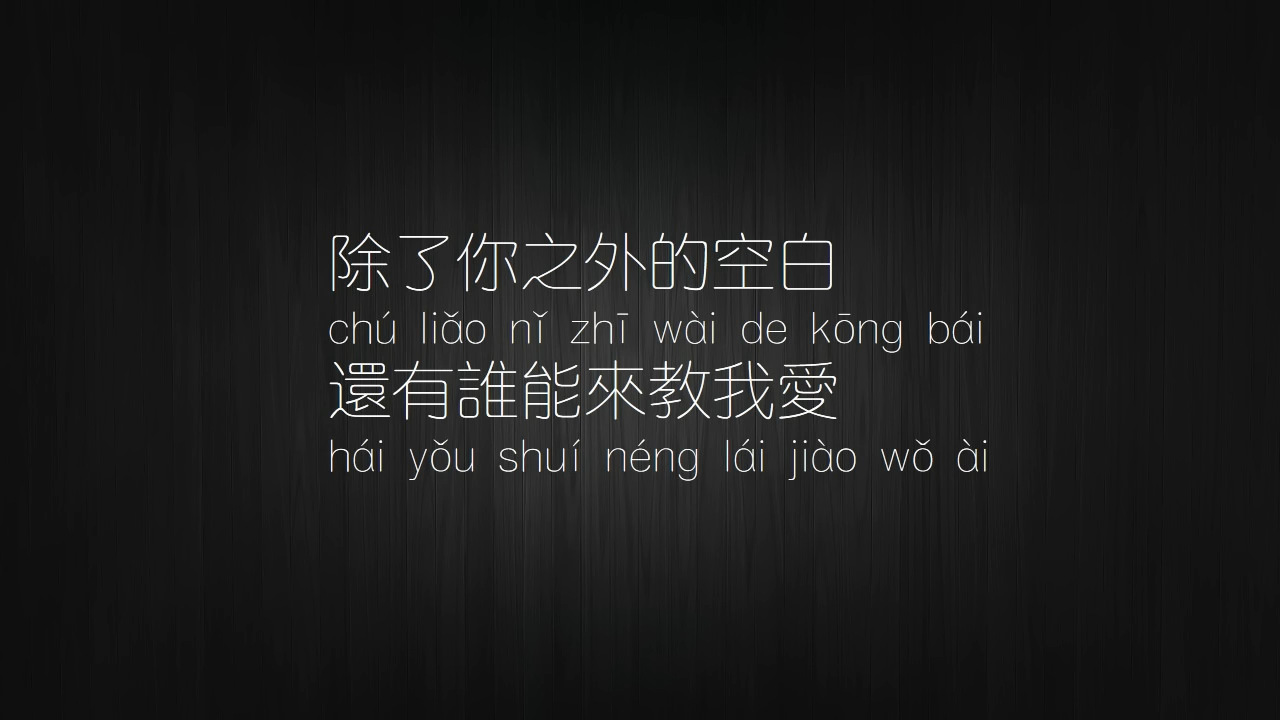 除了你之外的空白
chú liǎo nǐ zhī wài de kōng bái
還有誰能來教我愛
hái yǒu shuí néng lái jiào wǒ ài